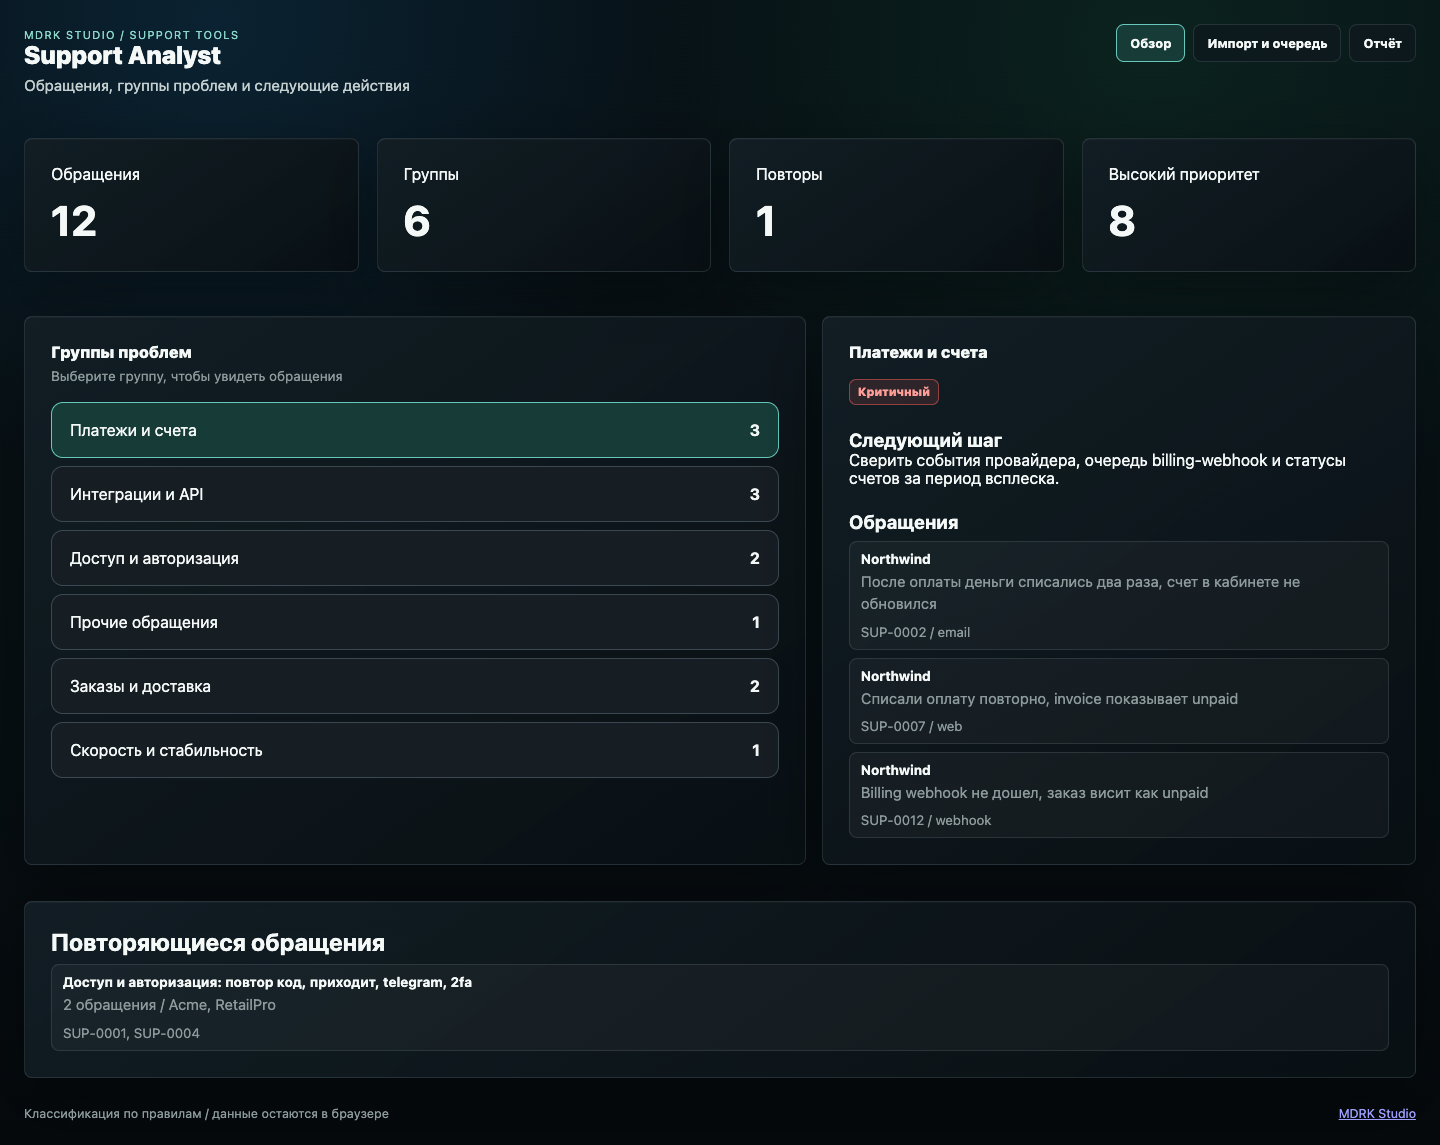 MDRK STUDIO / SUPPORT TOOLS
Support Analyst
Обращения, группы проблем и следующие действия
Обзор
Импорт и очередь
Отчёт
Обращения
12
Группы
6
Повторы
1
Высокий приоритет
8
Группы проблем
Выберите группу, чтобы увидеть обращения
Платежи и счета 3
Интеграции и API 3
Доступ и авторизация 2
Прочие обращения 1
Заказы и доставка 2
Скорость и стабильность 1
Платежи и счета
Критичный
Следующий шаг
Сверить события провайдера, очередь billing-webhook и статусы
счетов за период всплеска.
Обращения
Northwind
После оплаты деньги списались два раза, счет в кабинете не
обновился
SUP-0002 / email
Northwind
Списали оплату повторно, invoice показывает unpaid
SUP-0007 / web
Northwind
Billing webhook не дошел, заказ висит как unpaid
SUP-0012 / webhook
Повторяющиеся обращения
Доступ и авторизация: повтор код, приходит, telegram, 2fa
2 обращения / Acme, RetailPro
SUP-0001, SUP-0004
Классификация по правилам / данные остаются в браузере
MDRK Studio